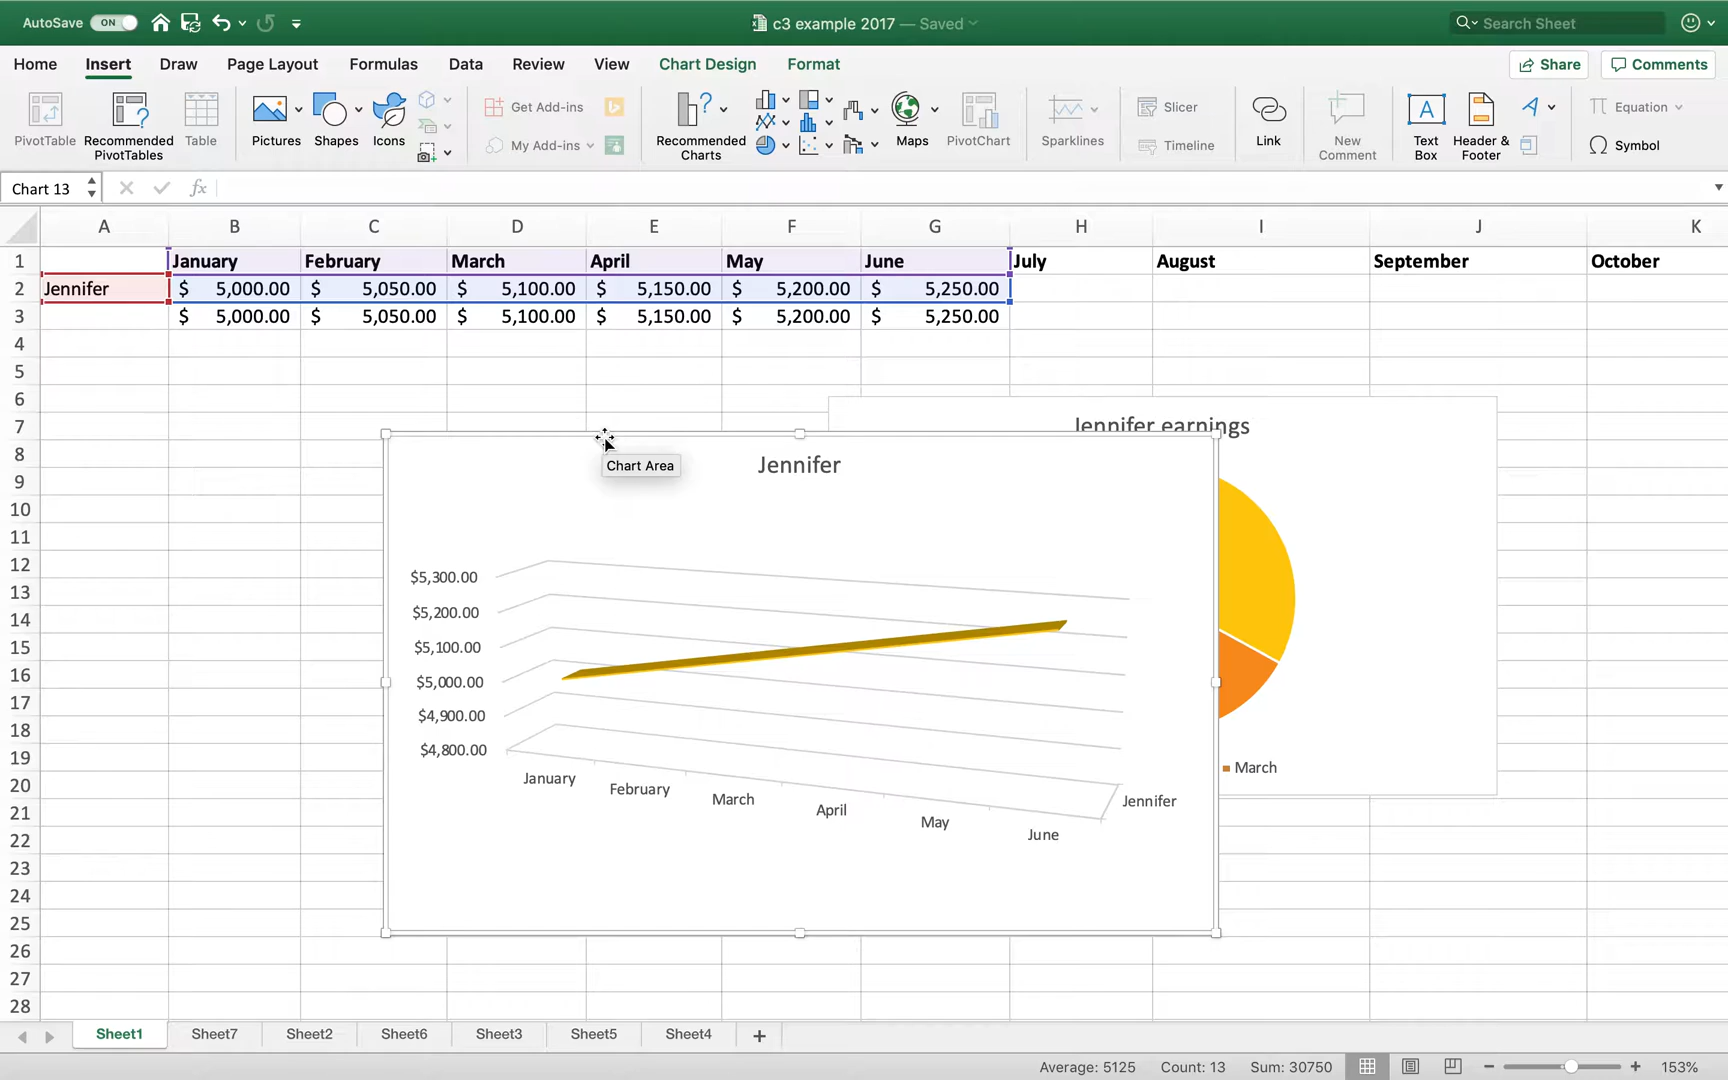 AutoSave ON c3 example 2017 — Saved Search Sheet
Home Insert Draw Page Layout Formulas Data Review View Chart Design Format Share Comments
PivotTable Recommended PivotTables Table Pictures Shapes Icons Get Add-ins My Add-ins Recommended Charts Maps PivotChart Sparklines Slicer Timeline Link New Comment Text Box Header & Footer Equation Symbol
Chart 13 fx
A B C D E F G H I J K
1 January February March April May June July August September October
2 Jennifer $ 5,000.00 $ 5,050.00 $ 5,100.00 $ 5,150.00 $ 5,200.00 $ 5,250.00
3 $ 5,000.00 $ 5,050.00 $ 5,100.00 $ 5,150.00 $ 5,200.00 $ 5,250.00
4
5
6
7
8
9
10
11
12
13
14
15
16
17
18
19
20
21
22
23
24
25
26
27
28
Jennifer earnings
March
Chart Area
Jennifer
$5,300.00
$5,200.00
$5,100.00
$5,000.00
$4,900.00
$4,800.00
January February March April May June
Jennifer
Sheet1 Sheet7 Sheet2 Sheet6 Sheet3 Sheet5 Sheet4 +
Average: 5125 Count: 13 Sum: 30750 153%